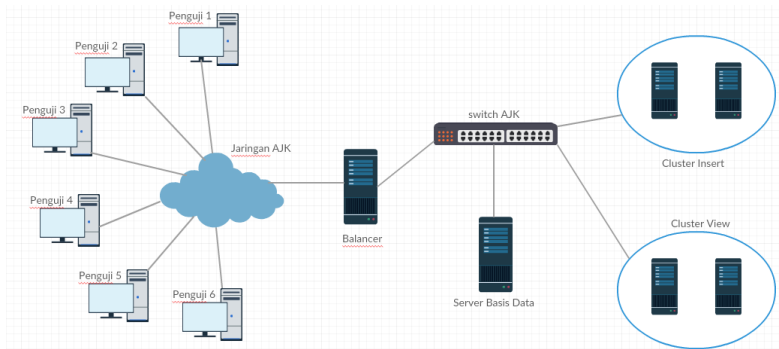 Penguji 1
Penguji 2
Penguji 3
Penguji 4
Penguji 5
Penguji 6
Jaringan AJK
Balancer
switch AJK
Server Basis Data
Cluster Insert
Cluster View